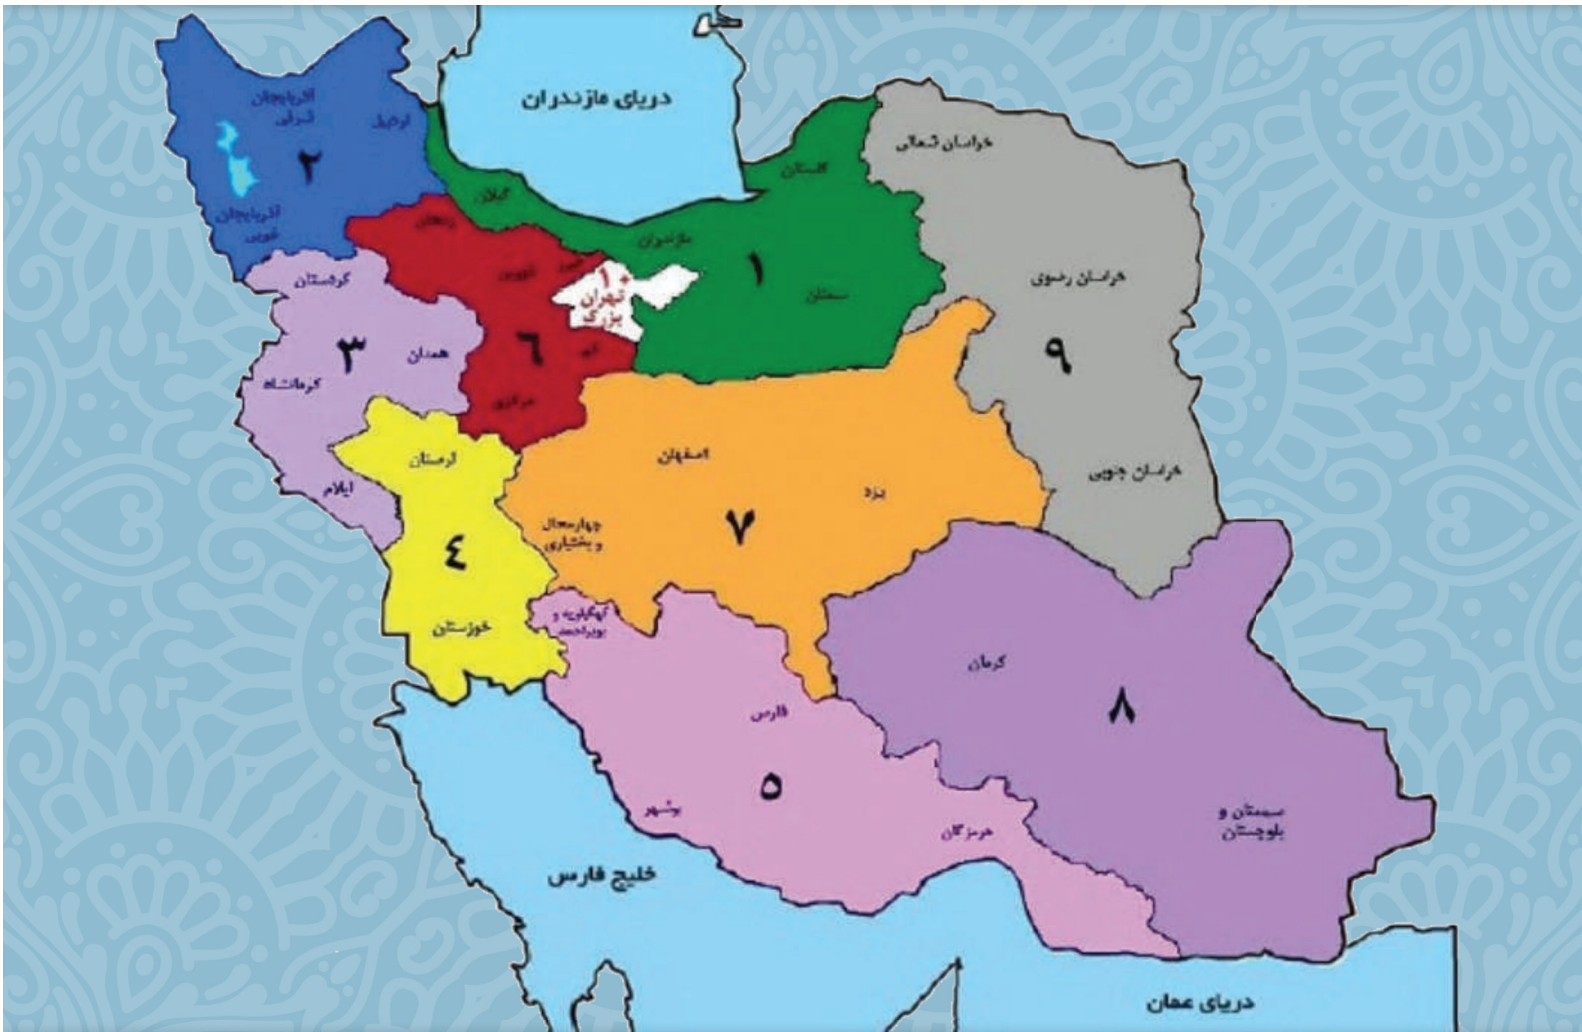 دریای مازندران
آذربایجان
شرقی
اردبیل
۲
آذربایجان
غربی
گیلان
مازندران
گلستان
۱
سمنان
خراسان شمالی
خراسان رضوی
۹
خراسان جنوبی
زنجان
قزوین
البرز
۱۰
تهران
بزرگ
٦
قم
مرکزی
کردستان
۳
همدان
کرمانشاه
ایلام
لرستان
٤
خوزستان
اصفهان
یزد
چهارمحال
و بختیاری
۷
کهگیلویه و
بویراحمد
فارس
۵
بوشهر
هرمزگان
کرمان
۸
سیستان و
بلوچستان
خلیج فارس
دریای عمان